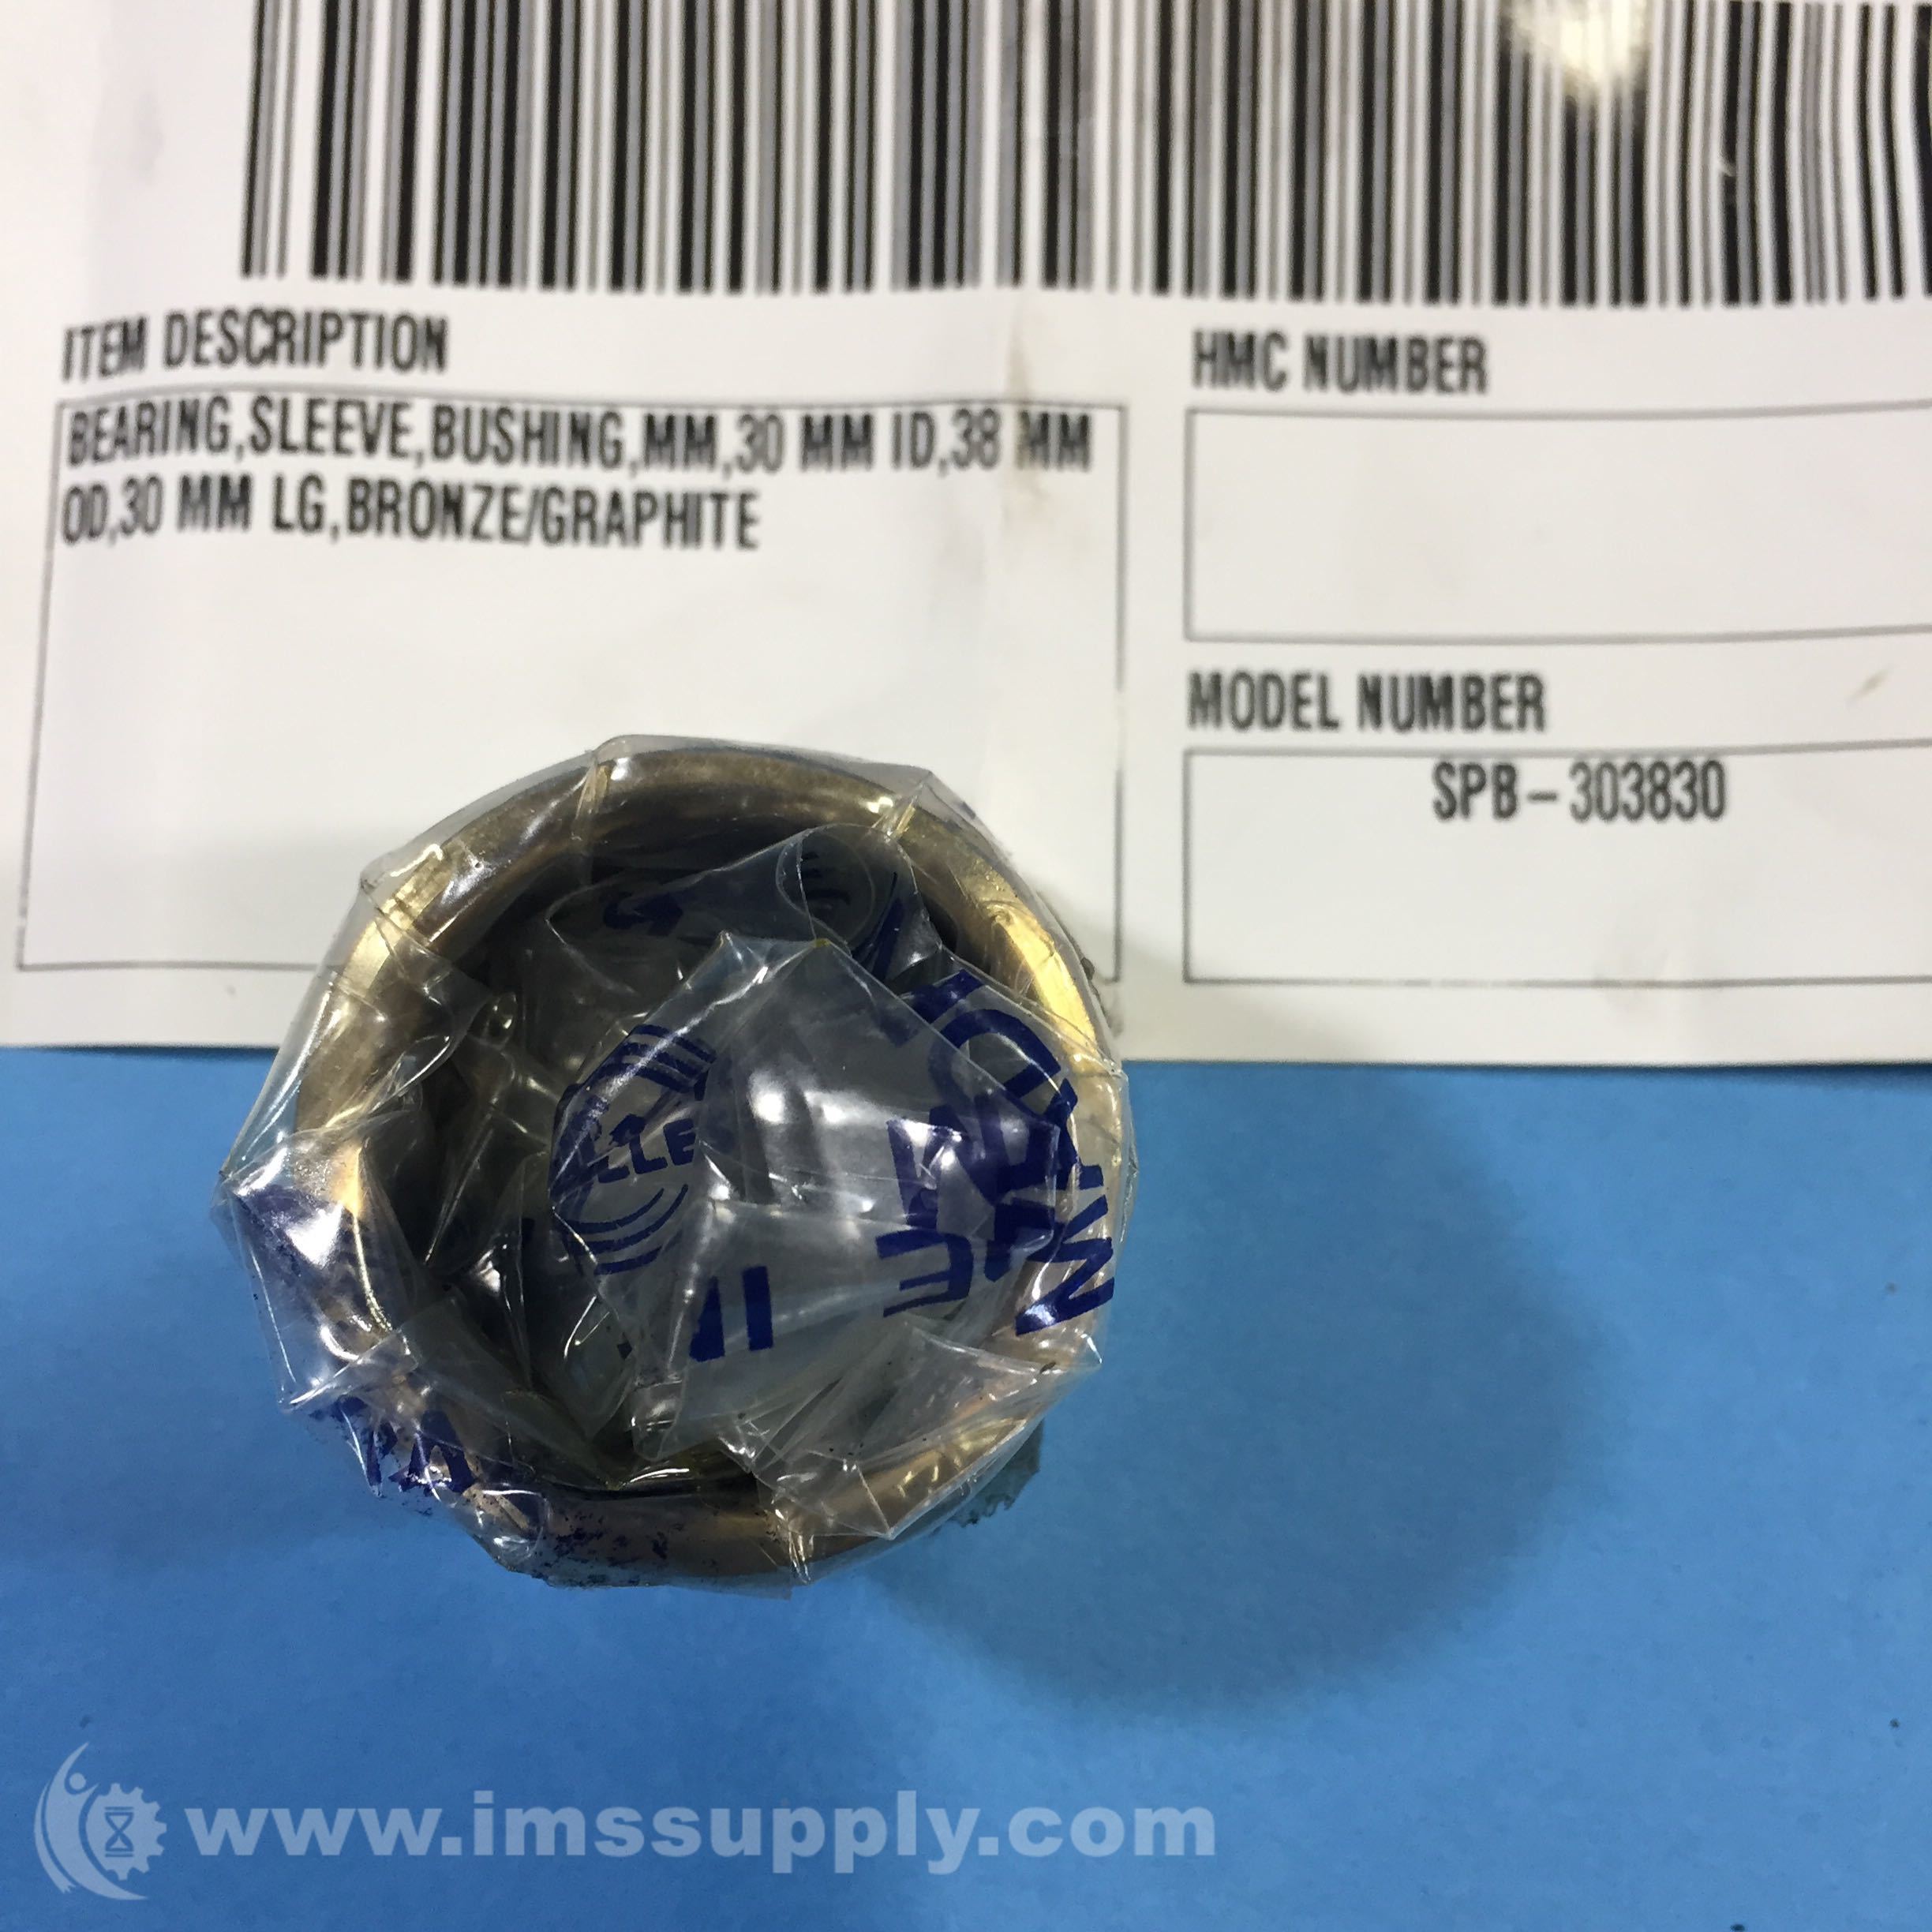 ITEM DESCRIPTION
BEARING,SLEEVE,BUSHING,MM,30 MM ID,38 MM
OD,30 MM LG,BRONZE/GRAPHITE
HMC NUMBER
MODEL NUMBER
SPB-303830
www.imssupply.com